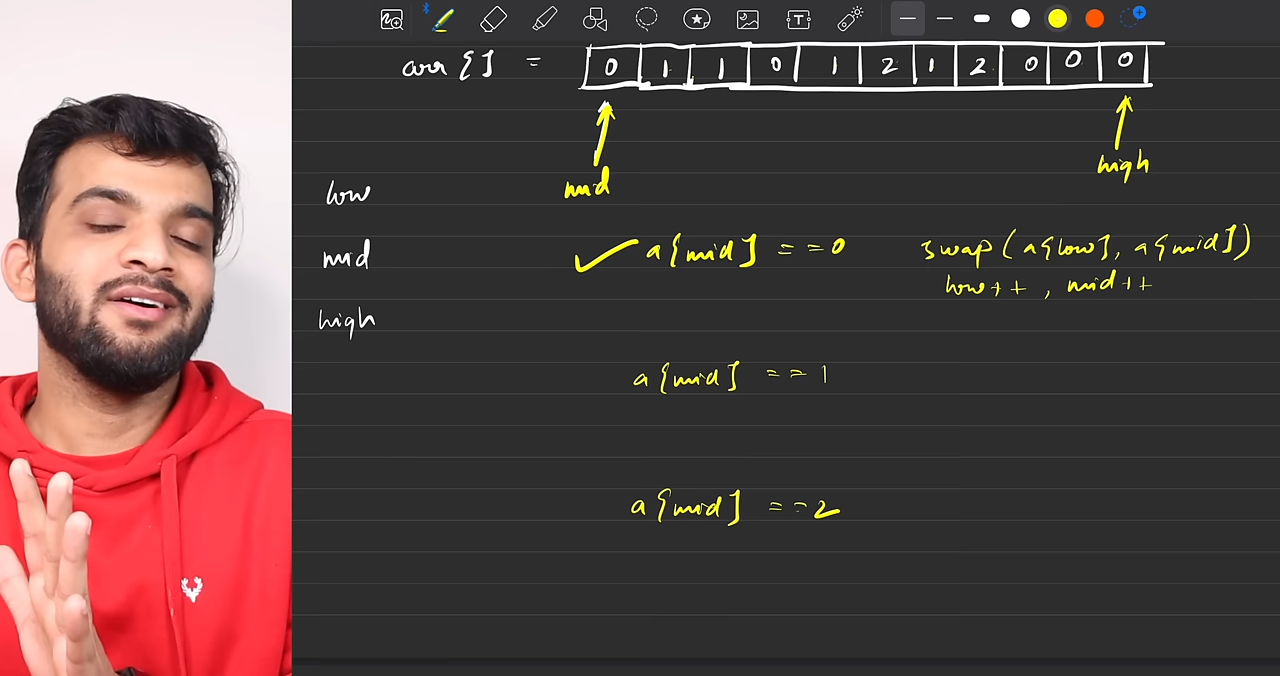 arr[] = 0 1 1 0 1 2 1 2 0 0 0
mid
high
low
mid
high
a[mid] == 0
swap(a[low], a[mid])
low++, mid++
a[mid] == 1
a[mid] == 2